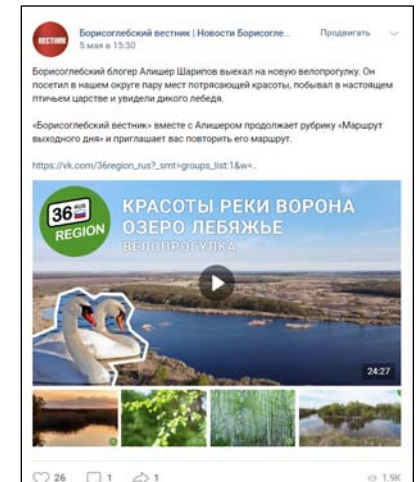 ВЕСТНИК
Борисоглебский вестник | Новости Борисогле...
Продвигать
5 мая в 15:30
Борисоглебский блогер Алишер Шарипов выехал на новую велопрогулку. Он
посетил в нашем округе пару мест потрясающей красоты, побывал в настоящем
птичьем царстве и увидели дикого лебедя.
«Борисоглебский вестник» вместе с Алишером продолжает рубрику «Маршрут
выходного дня» и приглашает вас повторить его маршрут.
https://vk.com/36region_rus?_smt=groups_list:1&w=..
36 RUS
REGION
КРАСОТЫ РЕКИ ВОРОНА
ОЗЕРО ЛЕБЯЖЬЕ
ВЕЛОПРОГУЛКА
24:27
26 1 1 1.9K